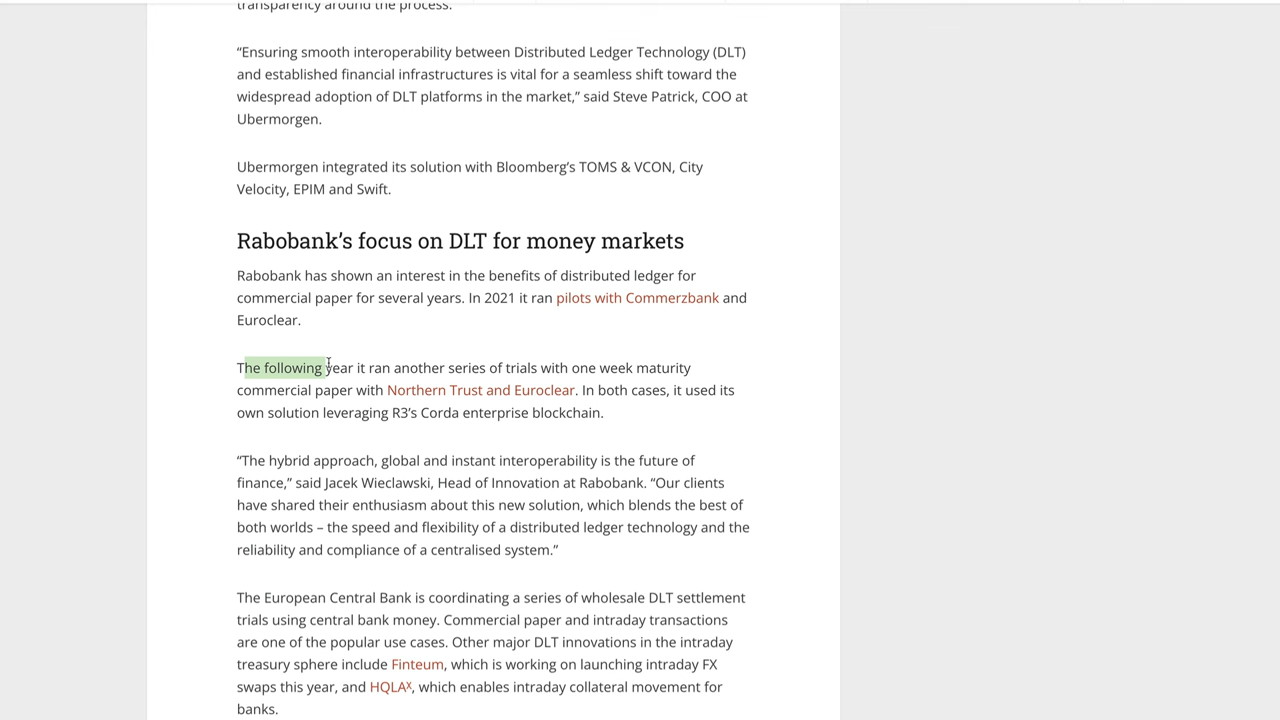 transparency around the process.
“Ensuring smooth interoperability between Distributed Ledger Technology (DLT)
and established financial infrastructures is vital for a seamless shift toward the
widespread adoption of DLT platforms in the market,” said Steve Patrick, COO at
Ubermorgen.
Ubermorgen integrated its solution with Bloomberg’s TOMS & VCON, City
Velocity, EPIM and Swift.
Rabobank’s focus on DLT for money markets
Rabobank has shown an interest in the benefits of distributed ledger for
commercial paper for several years. In 2021 it ran pilots with Commerzbank and
Euroclear.
The following year it ran another series of trials with one week maturity
commercial paper with Northern Trust and Euroclear. In both cases, it used its
own solution leveraging R3’s Corda enterprise blockchain.
“The hybrid approach, global and instant interoperability is the future of
finance,” said Jacek Wieclawski, Head of Innovation at Rabobank. “Our clients
have shared their enthusiasm about this new solution, which blends the best of
both worlds – the speed and flexibility of a distributed ledger technology and the
reliability and compliance of a centralised system.”
The European Central Bank is coordinating a series of wholesale DLT settlement
trials using central bank money. Commercial paper and intraday transactions
are one of the popular use cases. Other major DLT innovations in the intraday
treasury sphere include Finteum, which is working on launching intraday FX
swaps this year, and HQLAᵡ, which enables intraday collateral movement for
banks.